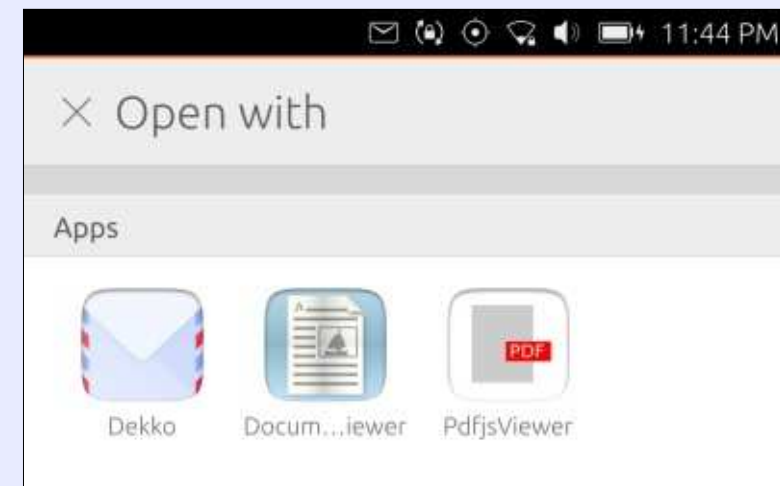 11:44 PM
Open with
Apps
PDF
Dekko
Docum...iewer
PdfjsViewer